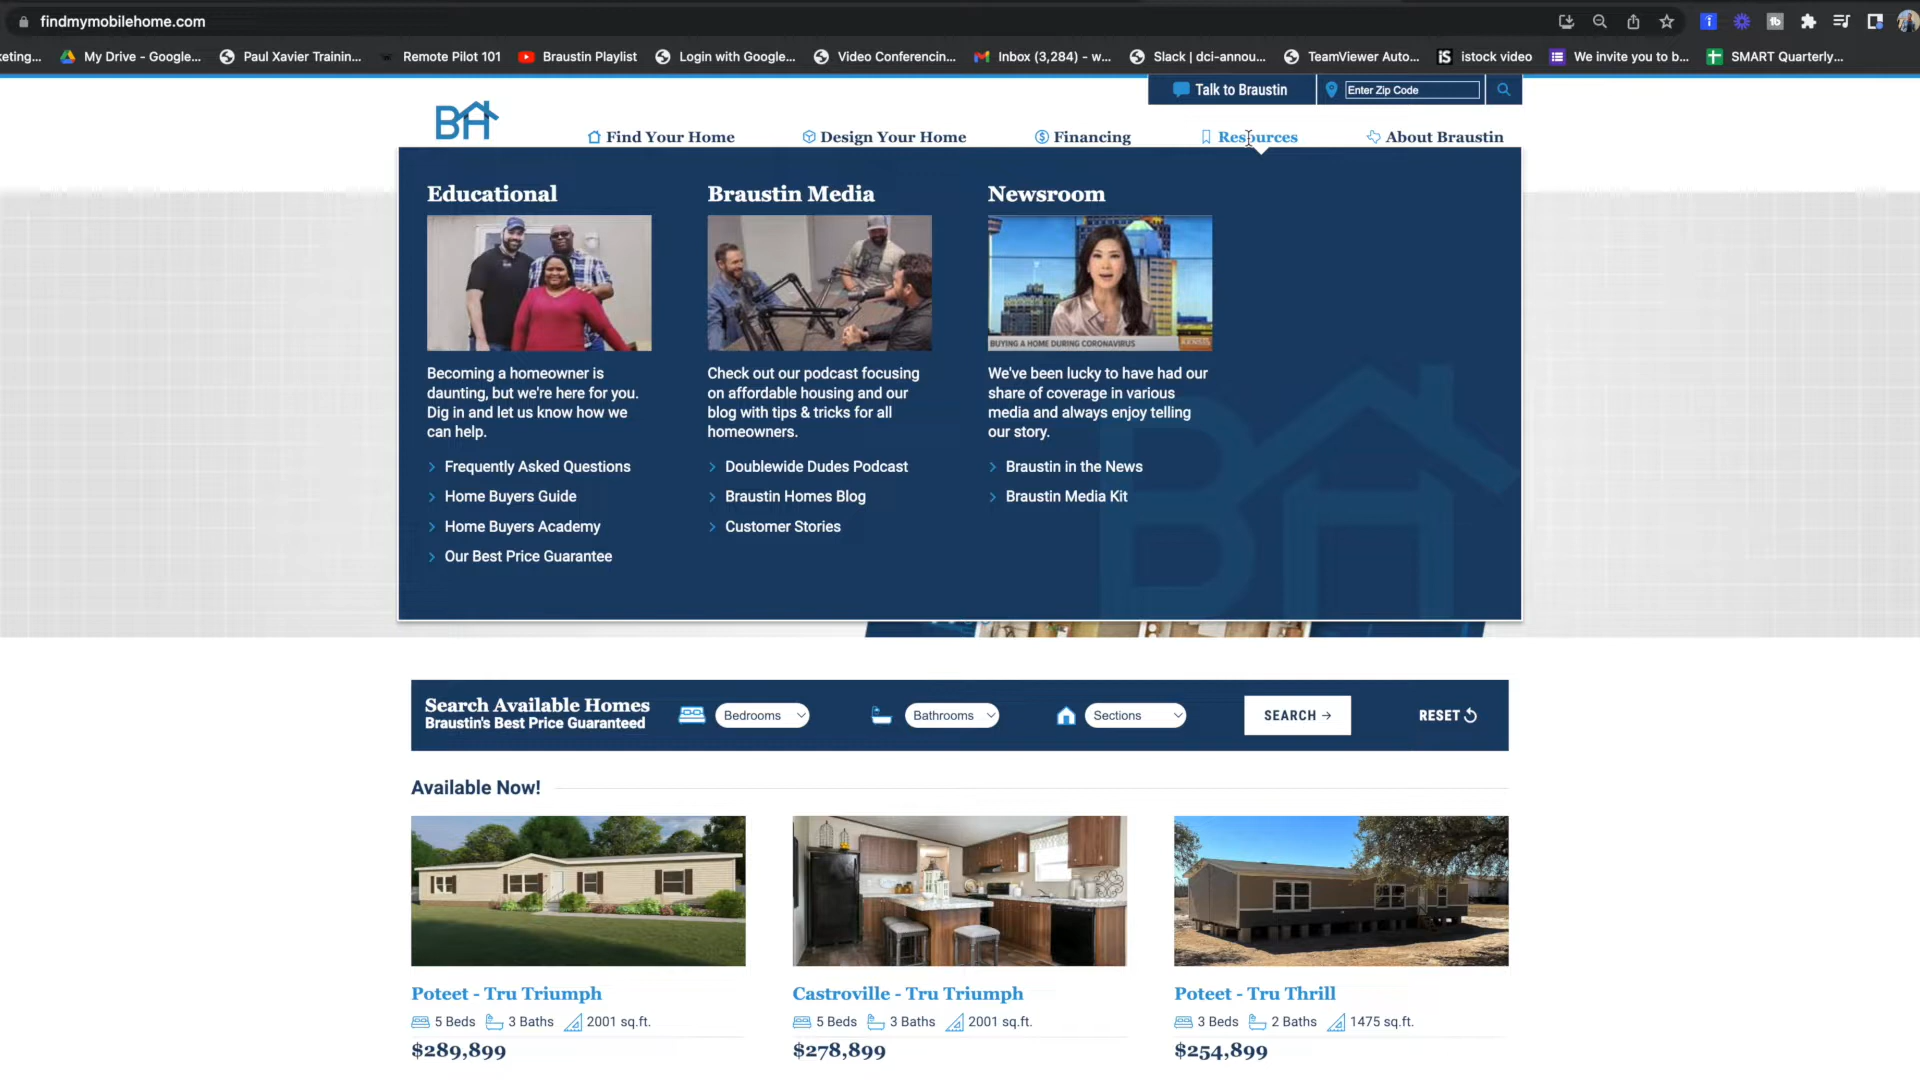 findmymobilehome.com
keting...
My Drive - Google...
Paul Xavier Trainin...
Remote Pilot 101
Braustin Playlist
Login with Google...
Video Conferencin...
Inbox (3,284) - w...
Slack | dci-annou...
TeamViewer Auto...
istock video
We invite you to b...
SMART Quarterly...
Talk to Braustin
Enter Zip Code
BH
Find Your Home
Design Your Home
Financing
Resources
About Braustin
Educational
Becoming a homeowner is
daunting, but we're here for you.
Dig in and let us know how we
can help.
Frequently Asked Questions
Home Buyers Guide
Home Buyers Academy
Our Best Price Guarantee
Braustin Media
Check out our podcast focusing
on affordable housing and our
blog with tips & tricks for all
homeowners.
Doublewide Dudes Podcast
Braustin Homes Blog
Customer Stories
Newsroom
BUYING A HOME DURING CORONAVIRUS
KENS5
We've been lucky to have had our
share of coverage in various
media and always enjoy telling
our story.
Braustin in the News
Braustin Media Kit
Search Available Homes
Braustin's Best Price Guaranteed
Bedrooms
Bathrooms
Sections
SEARCH →
RESET
Available Now!
Poteet - Tru Triumph
5 Beds 3 Baths 2001 sq.ft.
$289,899
Castroville - Tru Triumph
5 Beds 3 Baths 2001 sq.ft.
$278,899
Poteet - Tru Thrill
3 Beds 2 Baths 1475 sq.ft.
$254,899